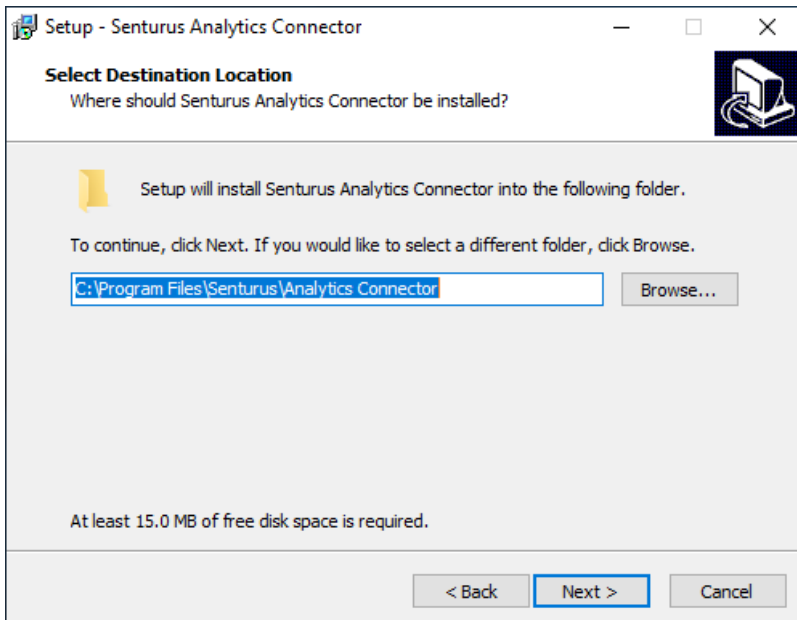 Setup - Senturus Analytics Connector
Select Destination Location
Where should Senturus Analytics Connector be installed?
Setup will install Senturus Analytics Connector into the following folder.
To continue, click Next. If you would like to select a different folder, click Browse.
C:\Program Files\Senturus\Analytics Connector
Browse...
At least 15.0 MB of free disk space is required.
< Back Next > Cancel